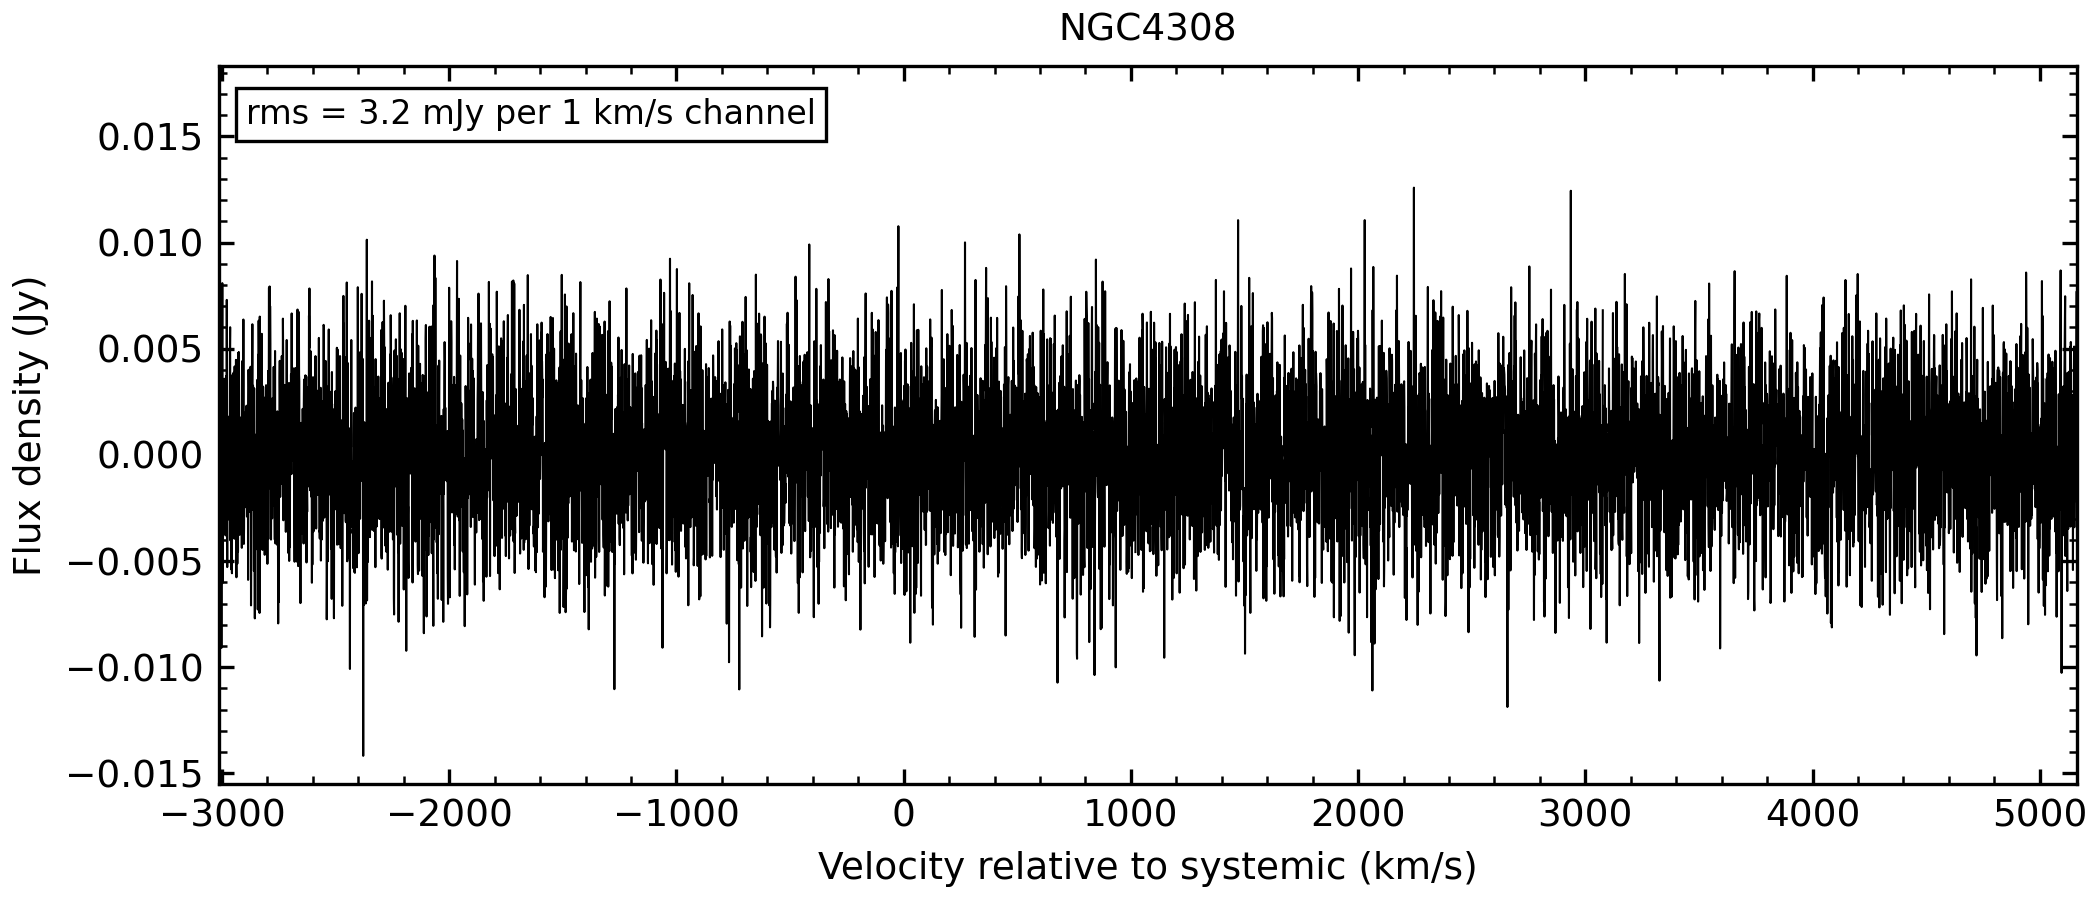 NGC4308
rms = 3.2 mJy per 1 km/s channel
0.015
0.010
0.005
0.000
−0.005
−0.010
−0.015
Flux density (Jy)
−3000 −2000 −1000 0 1000 2000 3000 4000 5000
Velocity relative to systemic (km/s)